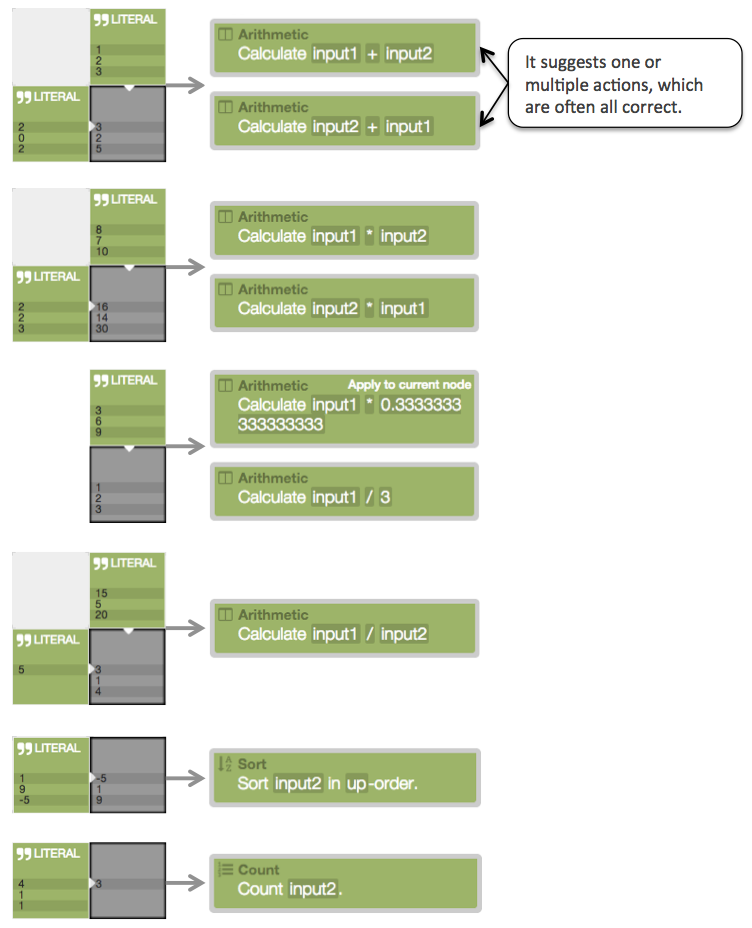 LITERAL
1
2
3
LITERAL
2
0
2
3
2
5
Arithmetic
Calculate input1 + input2
Arithmetic
Calculate input2 + input1
It suggests one or
multiple actions, which
are often all correct.
LITERAL
8
7
10
LITERAL
2
2
3
16
14
30
Arithmetic
Calculate input1 * input2
Arithmetic
Calculate input2 * input1
LITERAL
3
6
9
1
2
3
Arithmetic Apply to current node
Calculate input1 * 0.3333333
333333333
Arithmetic
Calculate input1 / 3
LITERAL
15
5
20
LITERAL
5
3
1
4
Arithmetic
Calculate input1 / input2
LITERAL
1
9
-5
-5
1
9
Sort
Sort input2 in up-order.
LITERAL
4
1
1
3
Count
Count input2.